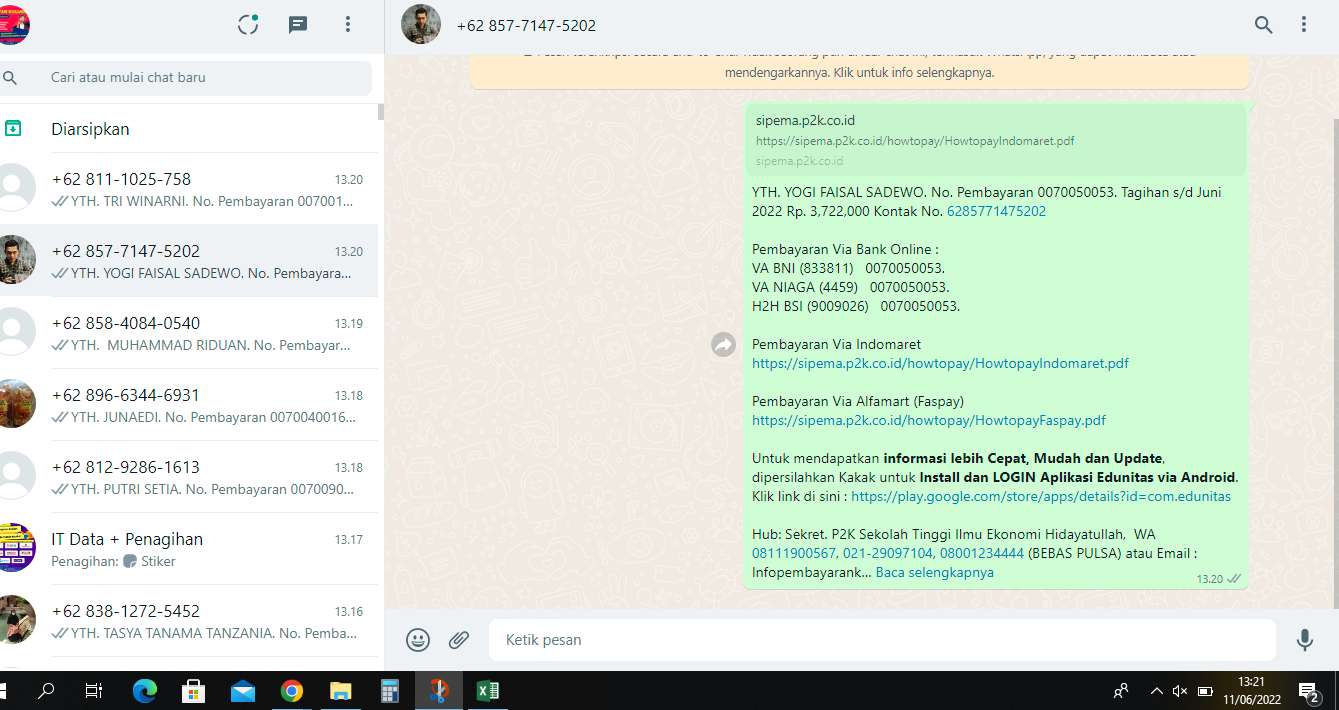 Cari atau mulai chat baru
Diarsipkan
+62 811-1025-758 13.20
YTH. TRI WINARNI. No. Pembayaran 007001...
+62 857-7147-5202 13.20
YTH. YOGI FAISAL SADEWO. No. Pembayara...
+62 858-4084-0540 13.19
YTH.  MUHAMMAD RIDUAN. No. Pembayar...
+62 896-6344-6931 13.18
YTH. JUNAEDI. No. Pembayaran 0070040016...
+62 812-9286-1613 13.18
YTH. PUTRI SETIA. No. Pembayaran 0070090...
IT Data + Penagihan 13.17
Penagihan: Stiker
+62 838-1272-5452 13.16
YTH. TASYA TANAMA TANZANIA. No. Pemba...
+62 857-7147-5202
mendengarkannya. Klik untuk info selengkapnya.
sipema.p2k.co.id
https://sipema.p2k.co.id/howtopay/HowtopayIndomaret.pdf
sipema.p2k.co.id
YTH. YOGI FAISAL SADEWO. No. Pembayaran 0070050053. Tagihan s/d Juni
2022 Rp. 3,722,000 Kontak No. 6285771475202
Pembayaran Via Bank Online :
VA BNI (833811)   0070050053.
VA NIAGA (4459)   0070050053.
H2H BSI (9009026)   0070050053.
Pembayaran Via Indomaret
https://sipema.p2k.co.id/howtopay/HowtopayIndomaret.pdf
Pembayaran Via Alfamart (Faspay)
https://sipema.p2k.co.id/howtopay/HowtopayFaspay.pdf
Untuk mendapatkan informasi lebih Cepat, Mudah dan Update,
dipersilahkan Kakak untuk Install dan LOGIN Aplikasi Edunitas via Android.
Klik link di sini : https://play.google.com/store/apps/details?id=com.edunitas
Hub: Sekret. P2K Sekolah Tinggi Ilmu Ekonomi Hidayatullah,  WA
08111900567, 021-29097104, 08001234444 (BEBAS PULSA) atau Email :
Infopembayarank... Baca selengkapnya
13.20
Ketik pesan
13:21
11/06/2022
2